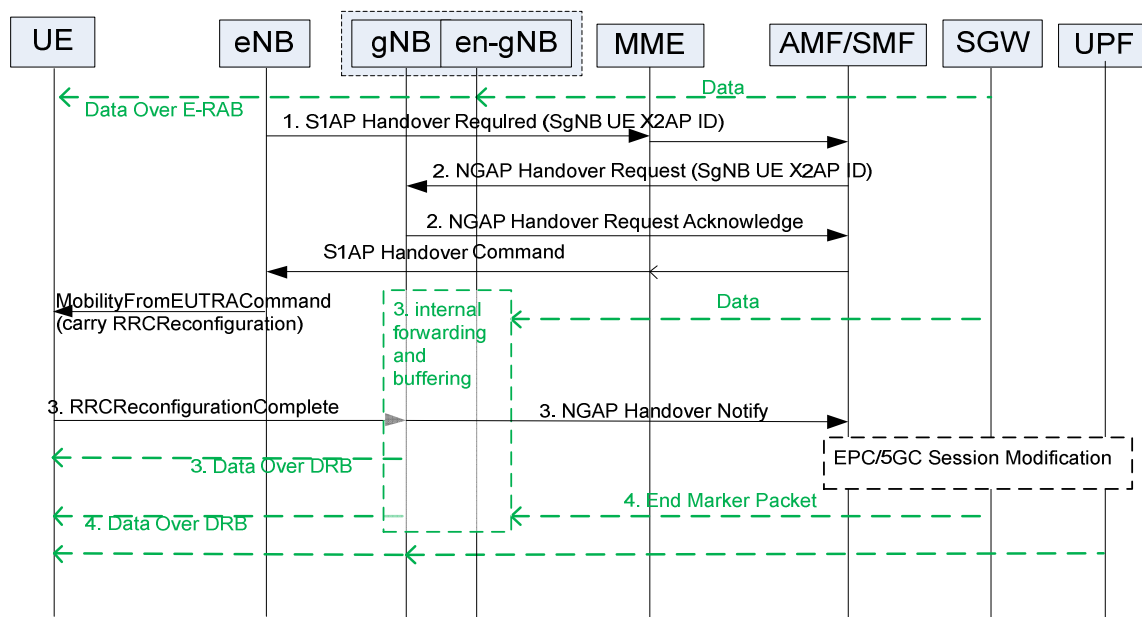 UE
eNB
gNB
en-gNB
MME
AMF/SMF
SGW
UPF
Data
Data Over E-RAB
1. S1AP Handover Required (SgNB UE X2AP ID)
2. NGAP Handover Request (SgNB UE X2AP ID)
2. NGAP Handover Request Acknowledge
S1AP Handover Command
MobilityFromEUTRACommand
(carry RRCReconfiguration)
3. internal
forwarding
and
buffering
Data
3. RRCReconfigurationComplete
3. NGAP Handover Notify
3. Data Over DRB
EPC/5GC Session Modification
4. End Marker Packet
4. Data Over DRB